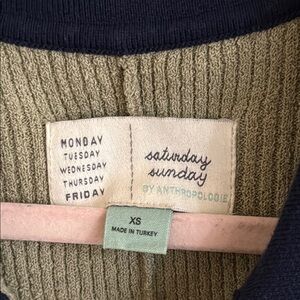 MONDAY
TUESDAY
WEDNESDAY
THURSDAY
FRIDAY
saturday
sunday
BY ANTHROPOLOGIE
XS
MADE IN TURKEY